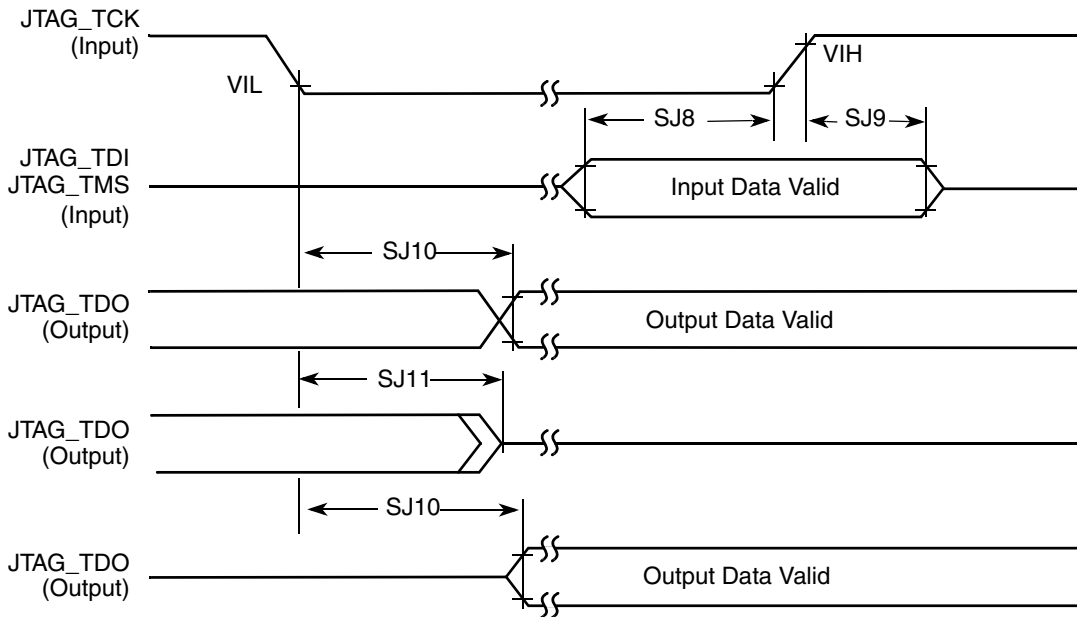 JTAG_TCK
(Input)
VIL
VIH
SJ8
SJ9
JTAG_TDI
JTAG_TMS
(Input)
Input Data Valid
SJ10
JTAG_TDO
(Output)
Output Data Valid
SJ11
JTAG_TDO
(Output)
SJ10
JTAG_TDO
(Output)
Output Data Valid